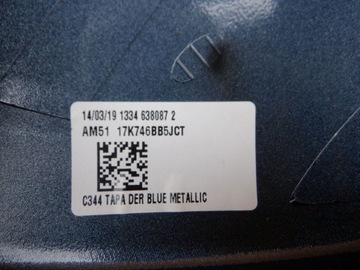 14/03/19 1334 638087 2
AM51 17K746BB5JCT
C344 TAPA DER BLUE METALLIC